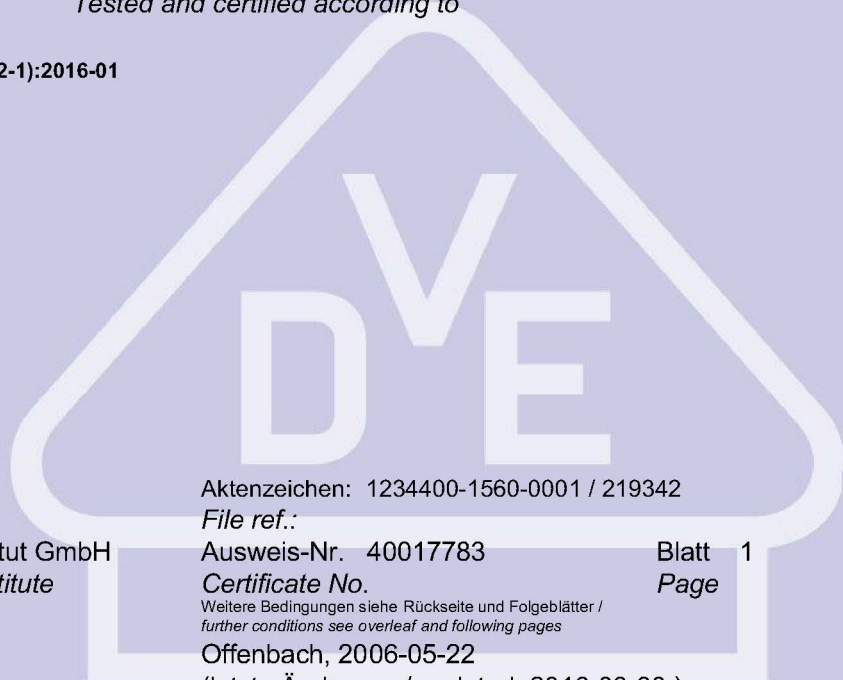 Tested and certified according to
2-1):2016-01
VDE
Aktenzeichen: 1234400-1560-0001 / 219342
File ref.:
tut GmbH Ausweis-Nr. 40017783 Blatt 1
titute Certificate No. Page
Weitere Bedingungen siehe Rückseite und Folgeblätter /
further conditions see overleaf and following pages
Offenbach, 2006-05-22